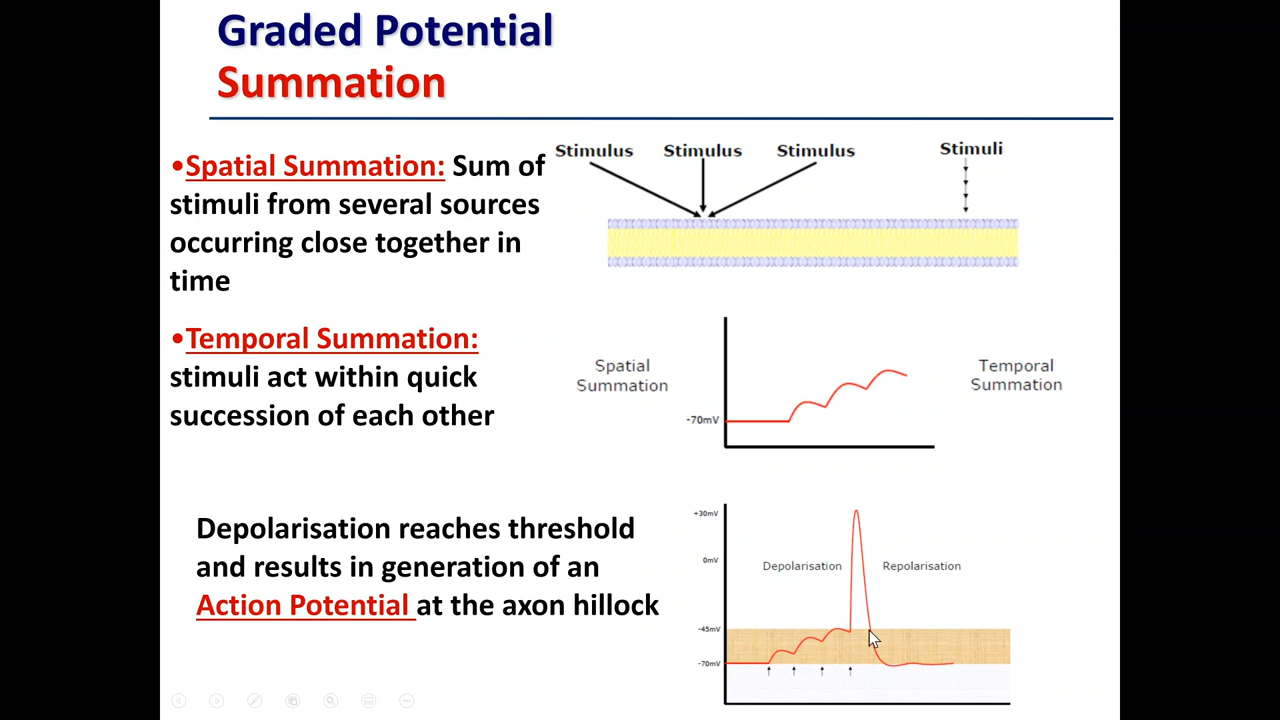 Graded Potential
Summation
•Spatial Summation: Sum of
stimuli from several sources
occurring close together in
time
•Temporal Summation:
stimuli act within quick
succession of each other
Depolarisation reaches threshold
and results in generation of an
Action Potential at the axon hillock
Stimulus Stimulus Stimulus Stimuli
Spatial
Summation
Temporal
Summation
-70mV
+30mV
0mV
Depolarisation Repolarisation
-45mV
-70mV